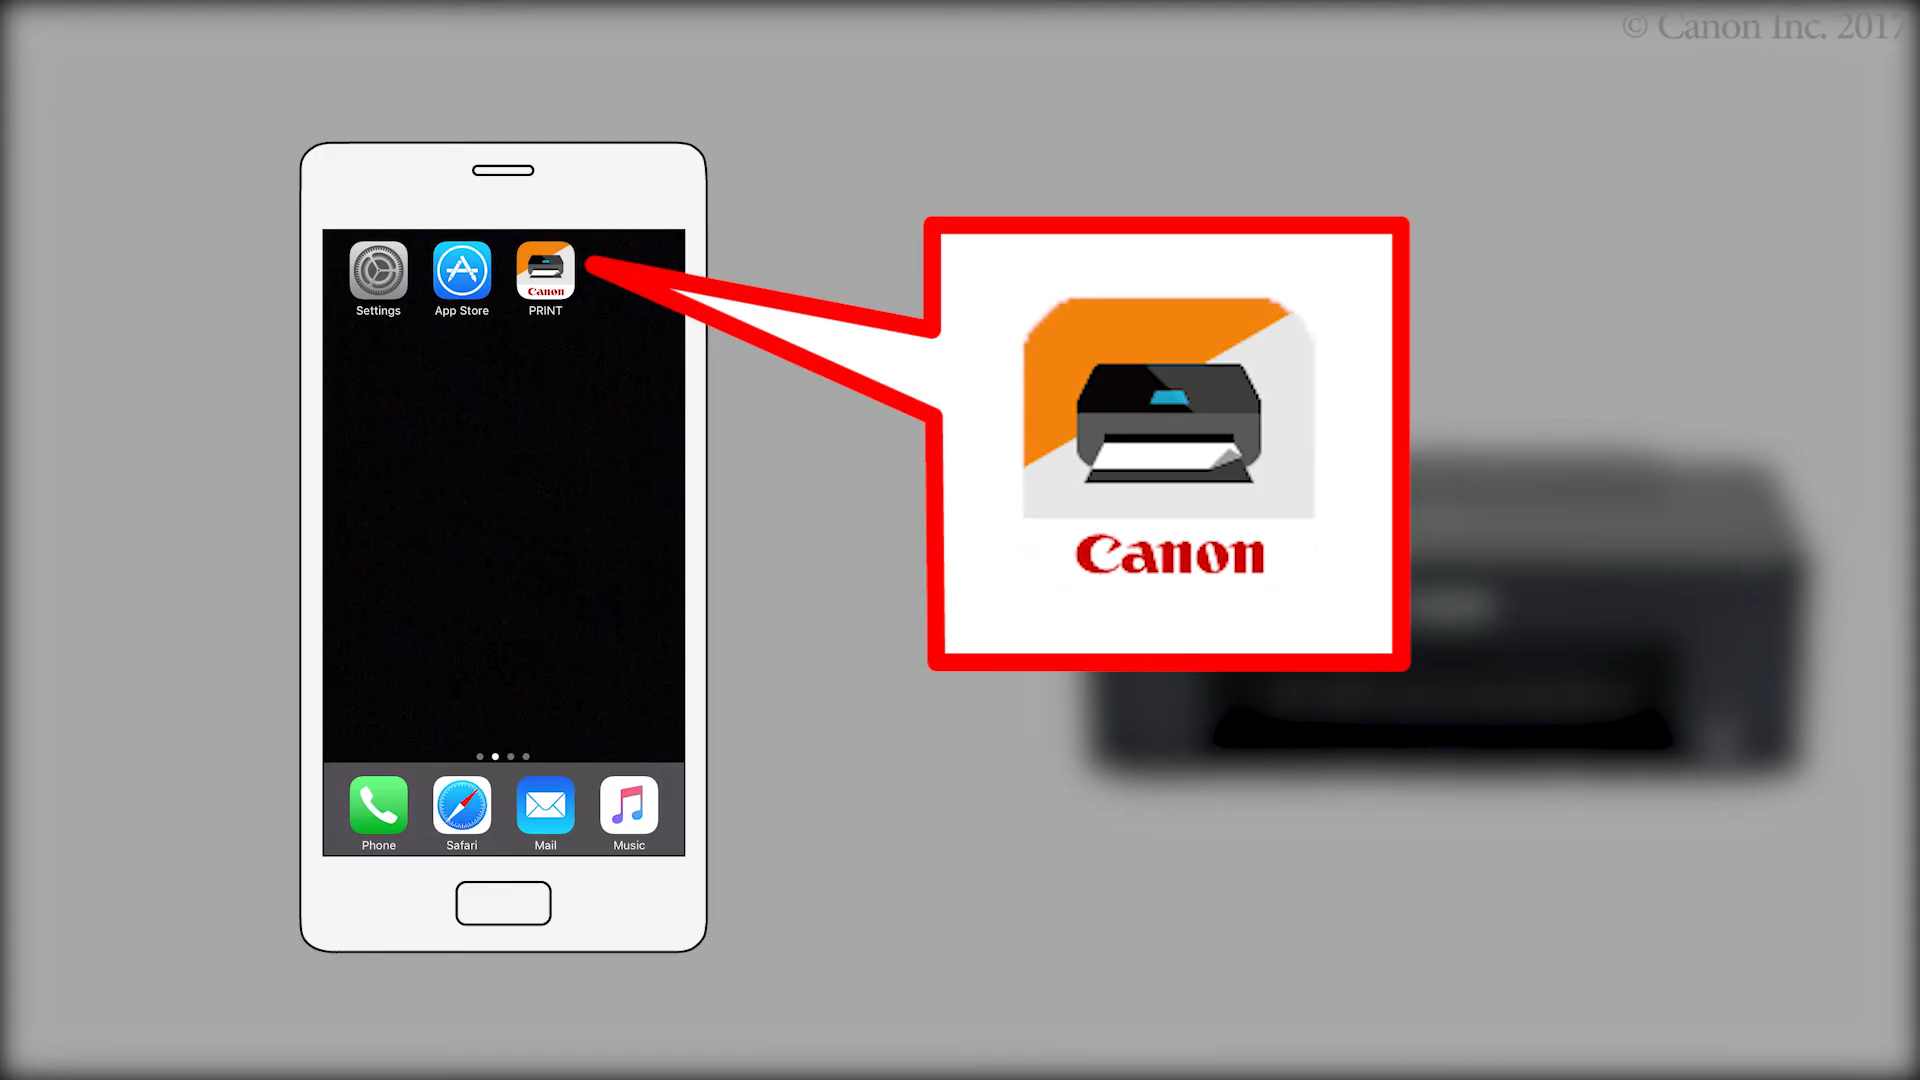 © Canon Inc. 2017
Settings
App Store
Canon
PRINT
Canon
Phone
Safari
Mail
Music